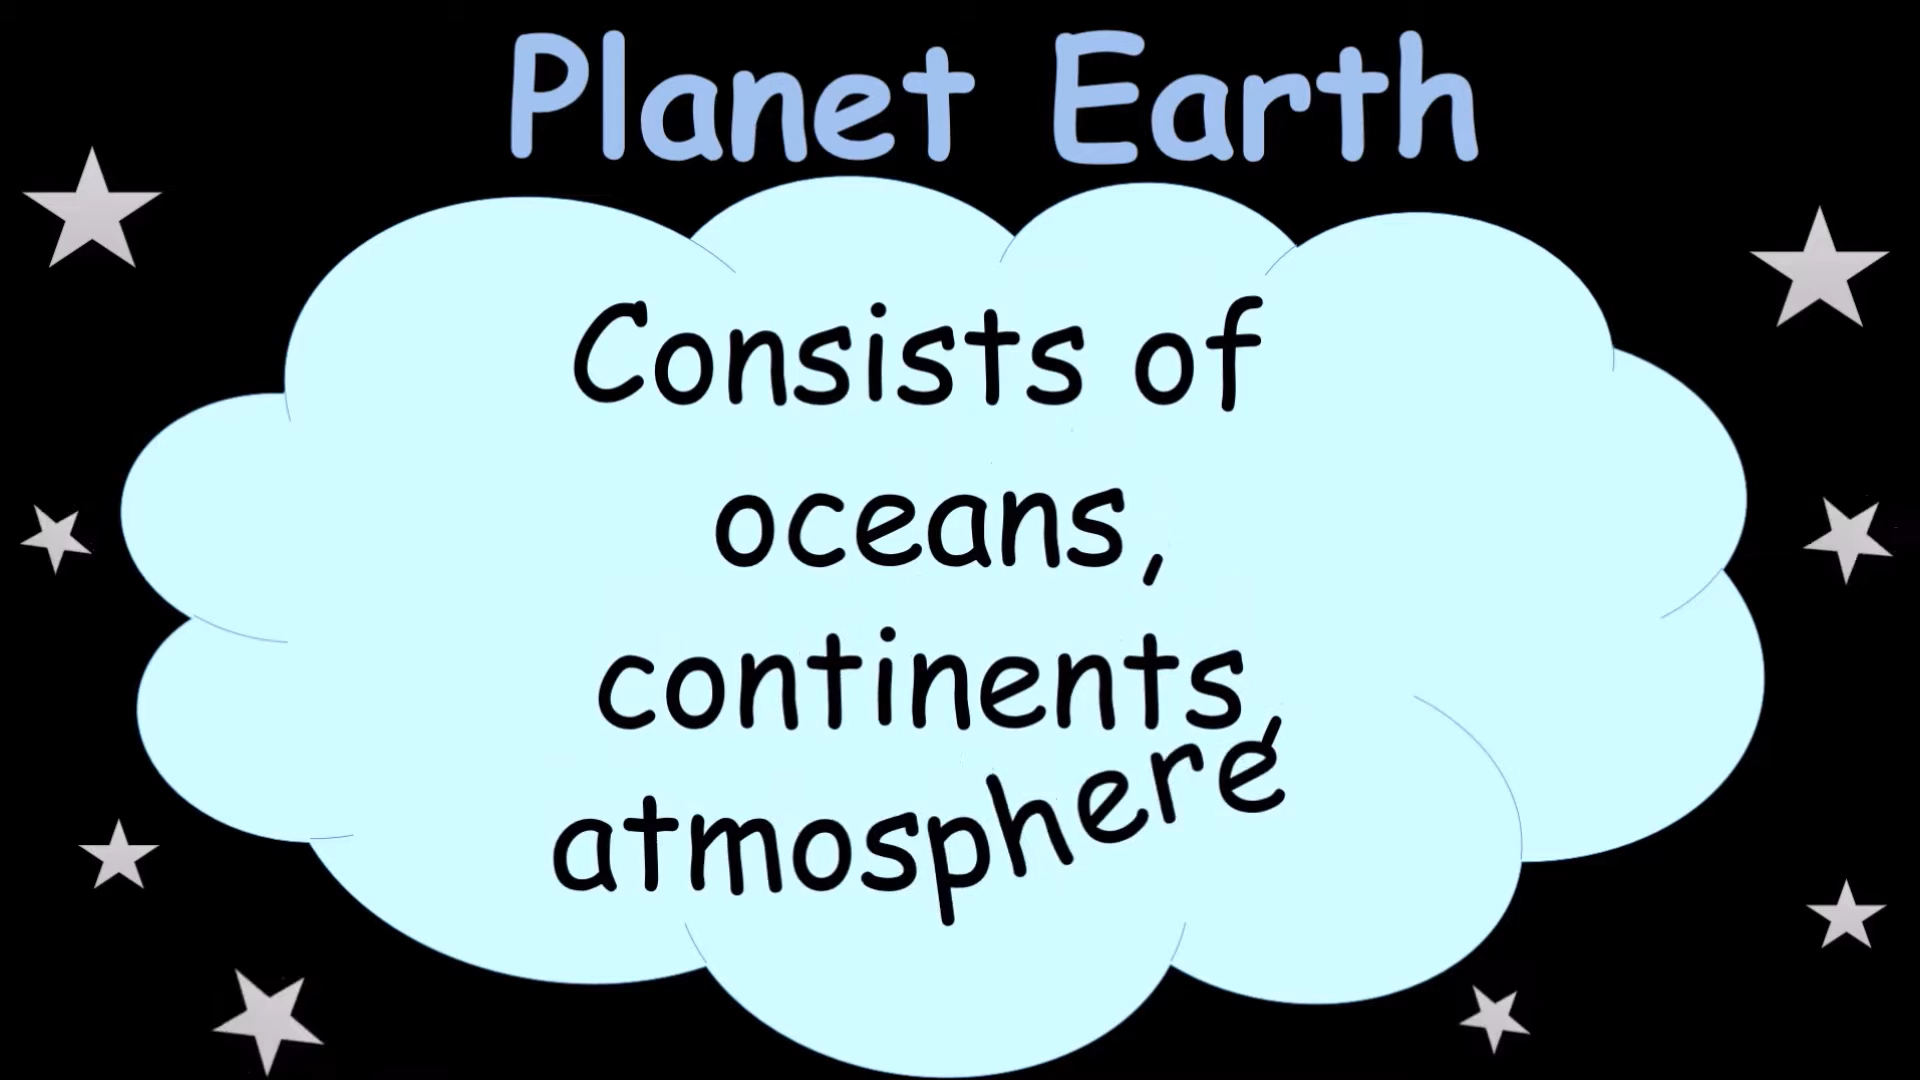 Planet Earth
Consists of
oceans,
continents,
atmosphere